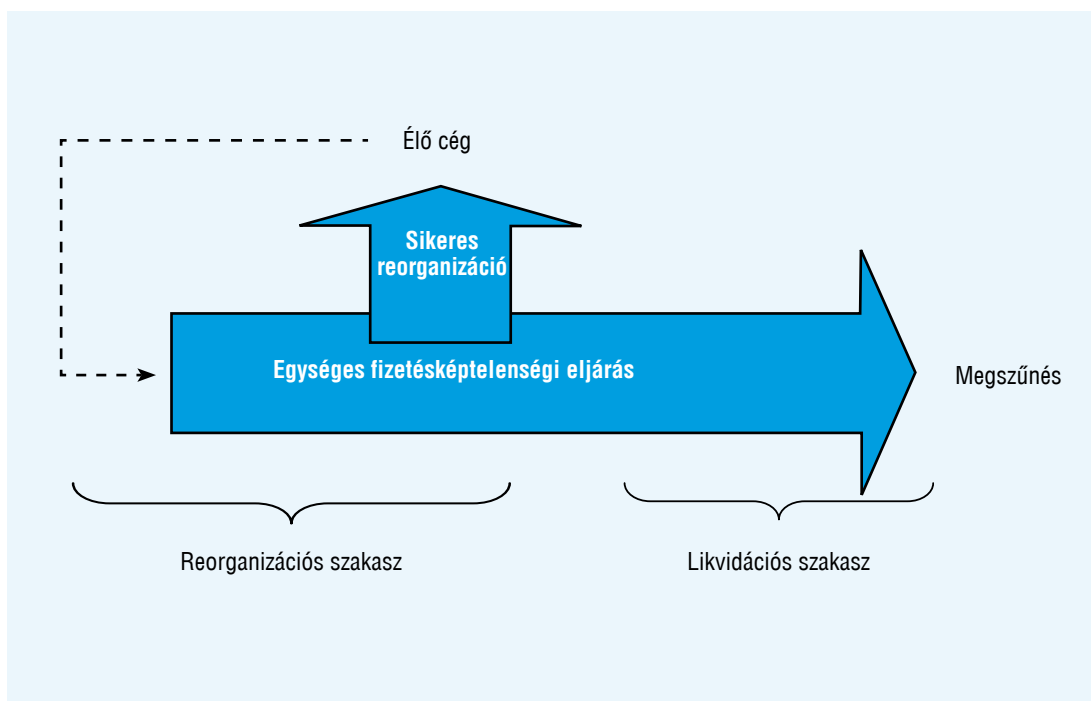 Élő cég
Sikeres
reorganizáció
Egységes fizetésképtelenségi eljárás
Megszűnés
Reorganizációs szakasz
Likvidációs szakasz